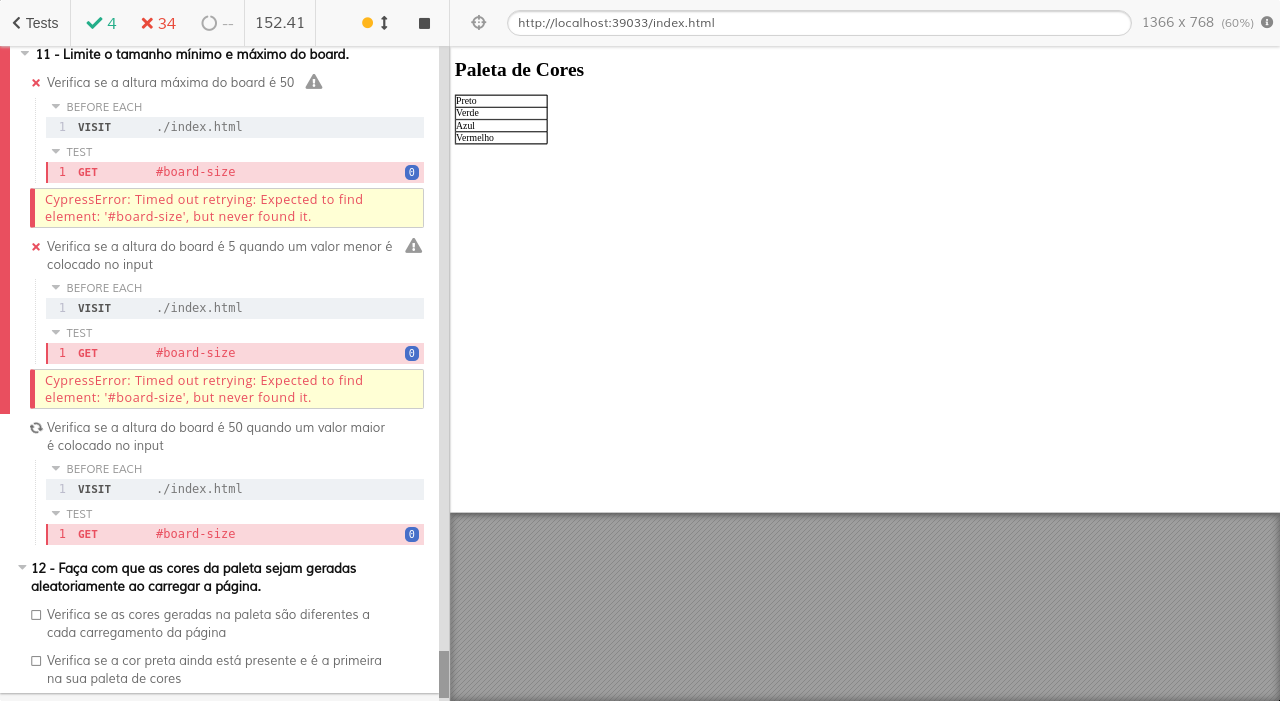 Tests
4
34
--
152.41
http://localhost:39033/index.html
1366 x 768 (60%)
11 - Limite o tamanho mínimo e máximo do board.
Verifica se a altura máxima do board é 50
BEFORE EACH
1 VISIT ./index.html
TEST
1 GET #board-size 0
CypressError: Timed out retrying: Expected to find
element: '#board-size', but never found it.
Verifica se a altura do board é 5 quando um valor menor é
colocado no input
BEFORE EACH
1 VISIT ./index.html
TEST
1 GET #board-size 0
CypressError: Timed out retrying: Expected to find
element: '#board-size', but never found it.
Verifica se a altura do board é 50 quando um valor maior
é colocado no input
BEFORE EACH
1 VISIT ./index.html
TEST
1 GET #board-size 0
12 - Faça com que as cores da paleta sejam geradas
aleatoriamente ao carregar a página.
Verifica se as cores geradas na paleta são diferentes a
cada carregamento da página
Verifica se a cor preta ainda está presente e é a primeira
na sua paleta de cores
Paleta de Cores
Preto
Verde
Azul
Vermelho